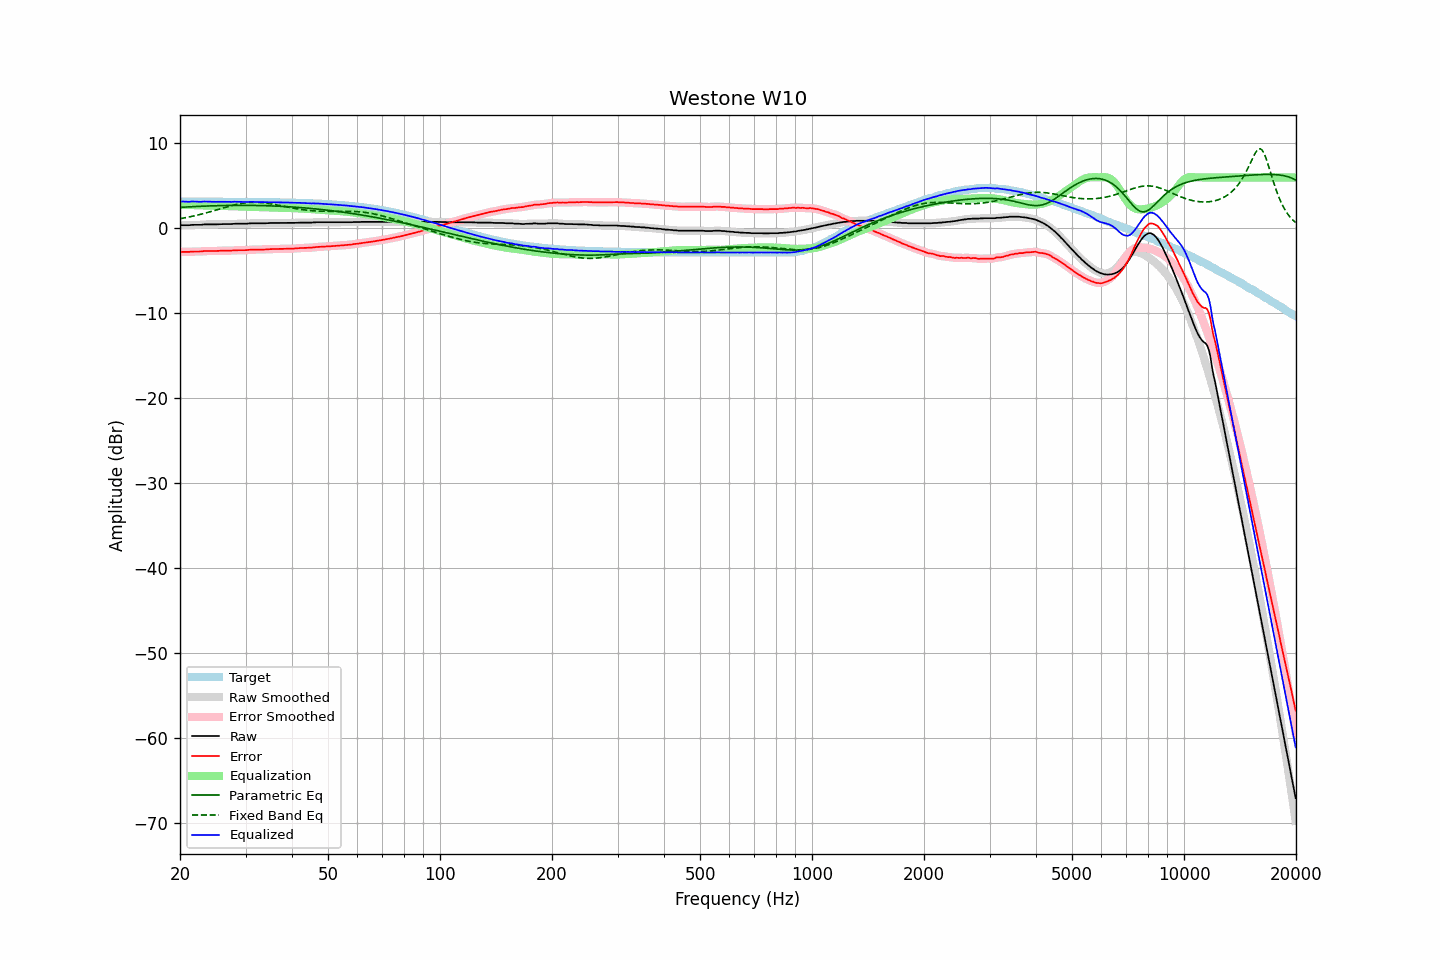 Westone W10
Amplitude (dBr)
10
0
−10
−20
−30
−40
−50
−60
−70
Target
Raw Smoothed
Error Smoothed
Raw
Error
Equalization
Parametric Eq
Fixed Band Eq
Equalized
20 50 100 200 500 1000 2000 5000 10000 20000
Frequency (Hz)